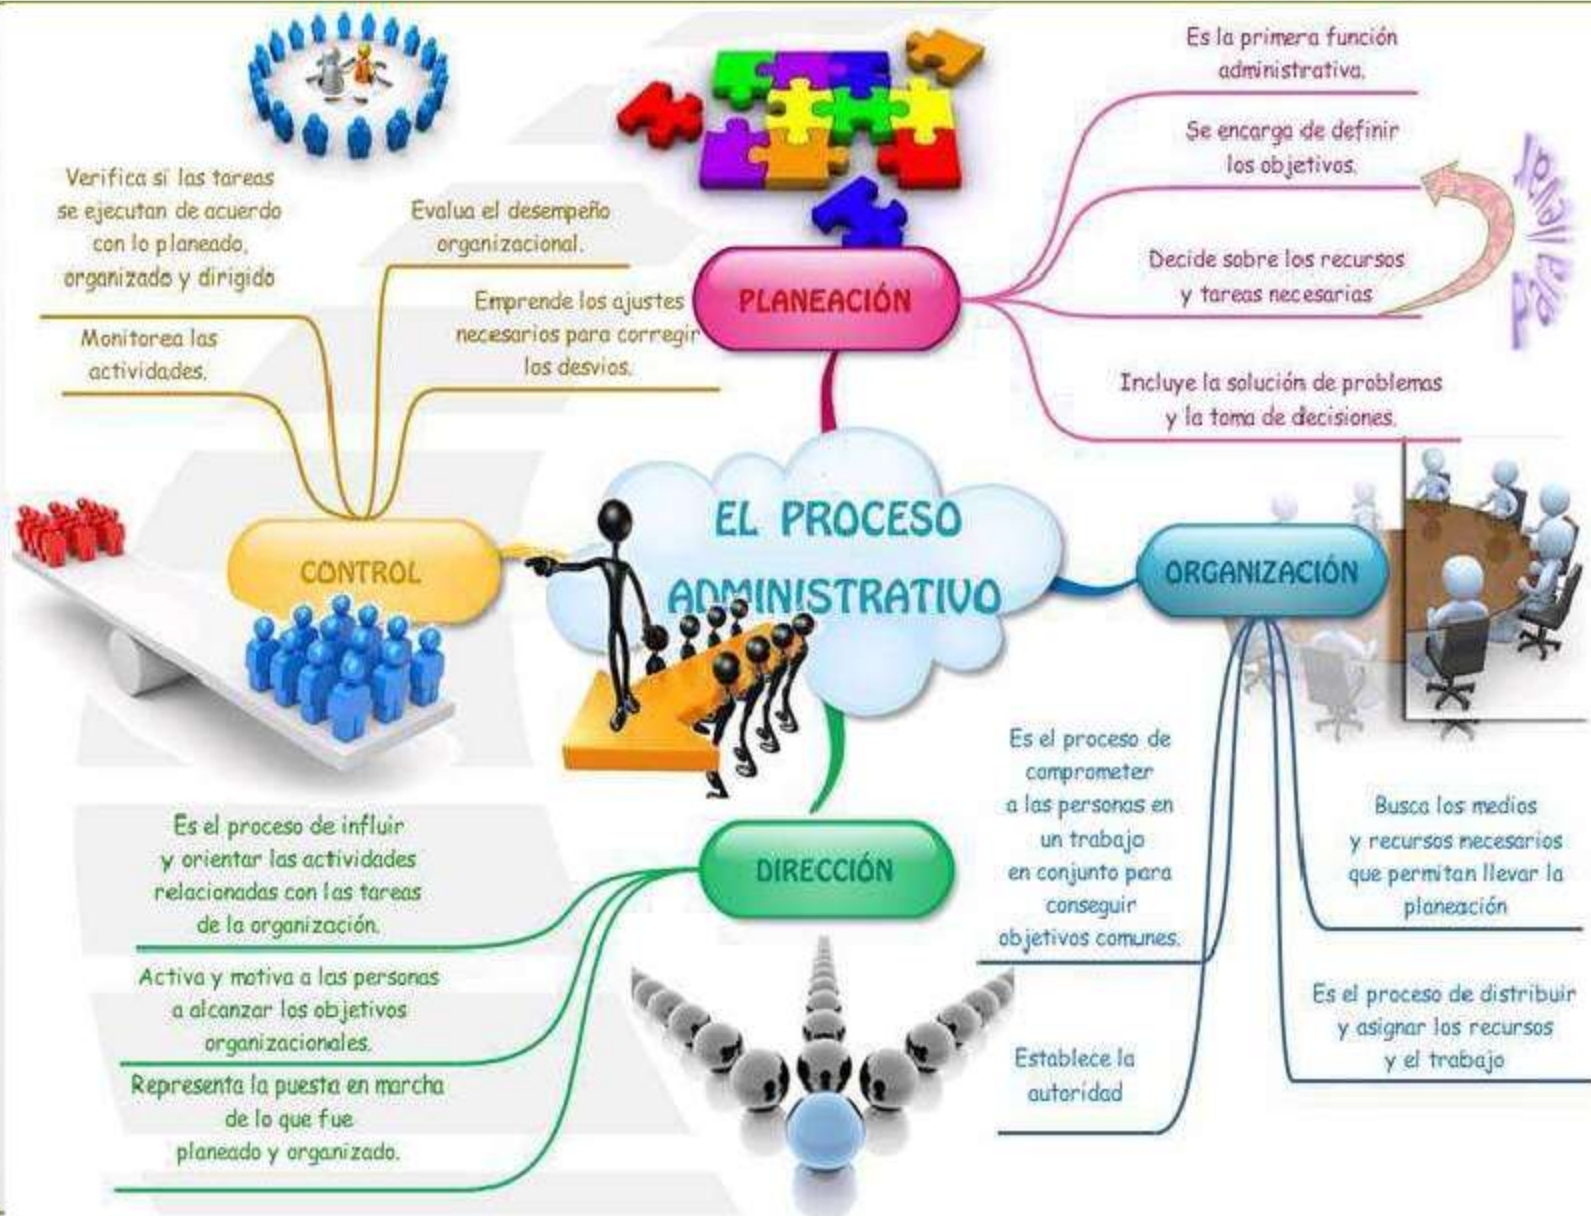 EL PROCESO
ADMINISTRATIVO
PLANEACIÓN
Es la primera función
administrativa.
Se encarga de definir
los objetivos.
Decide sobre los recursos
y tareas necesarias
Para llevar
Incluye la solución de problemas
y la toma de decisiones.
ORGANIZACIÓN
Es el proceso de
comprometer
a las personas en
un trabajo
en conjunto para
conseguir
objetivos comunes.
Establece la
autoridad
Busca los medios
y recursos necesarios
que permitan llevar la
planeación
Es el proceso de distribuir
y asignar los recursos
y el trabajo
DIRECCIÓN
Es el proceso de influir
y orientar las actividades
relacionadas con las tareas
de la organización.
Activa y motiva a las personas
a alcanzar los objetivos
organizacionales.
Representa la puesta en marcha
de lo que fue
planeado y organizado.
CONTROL
Verifica si las tareas
se ejecutan de acuerdo
con lo planeado,
organizado y dirigido
Monitorea las
actividades.
Evalua el desempeño
organizacional.
Emprende los ajustes
necesarios para corregir
los desvios.